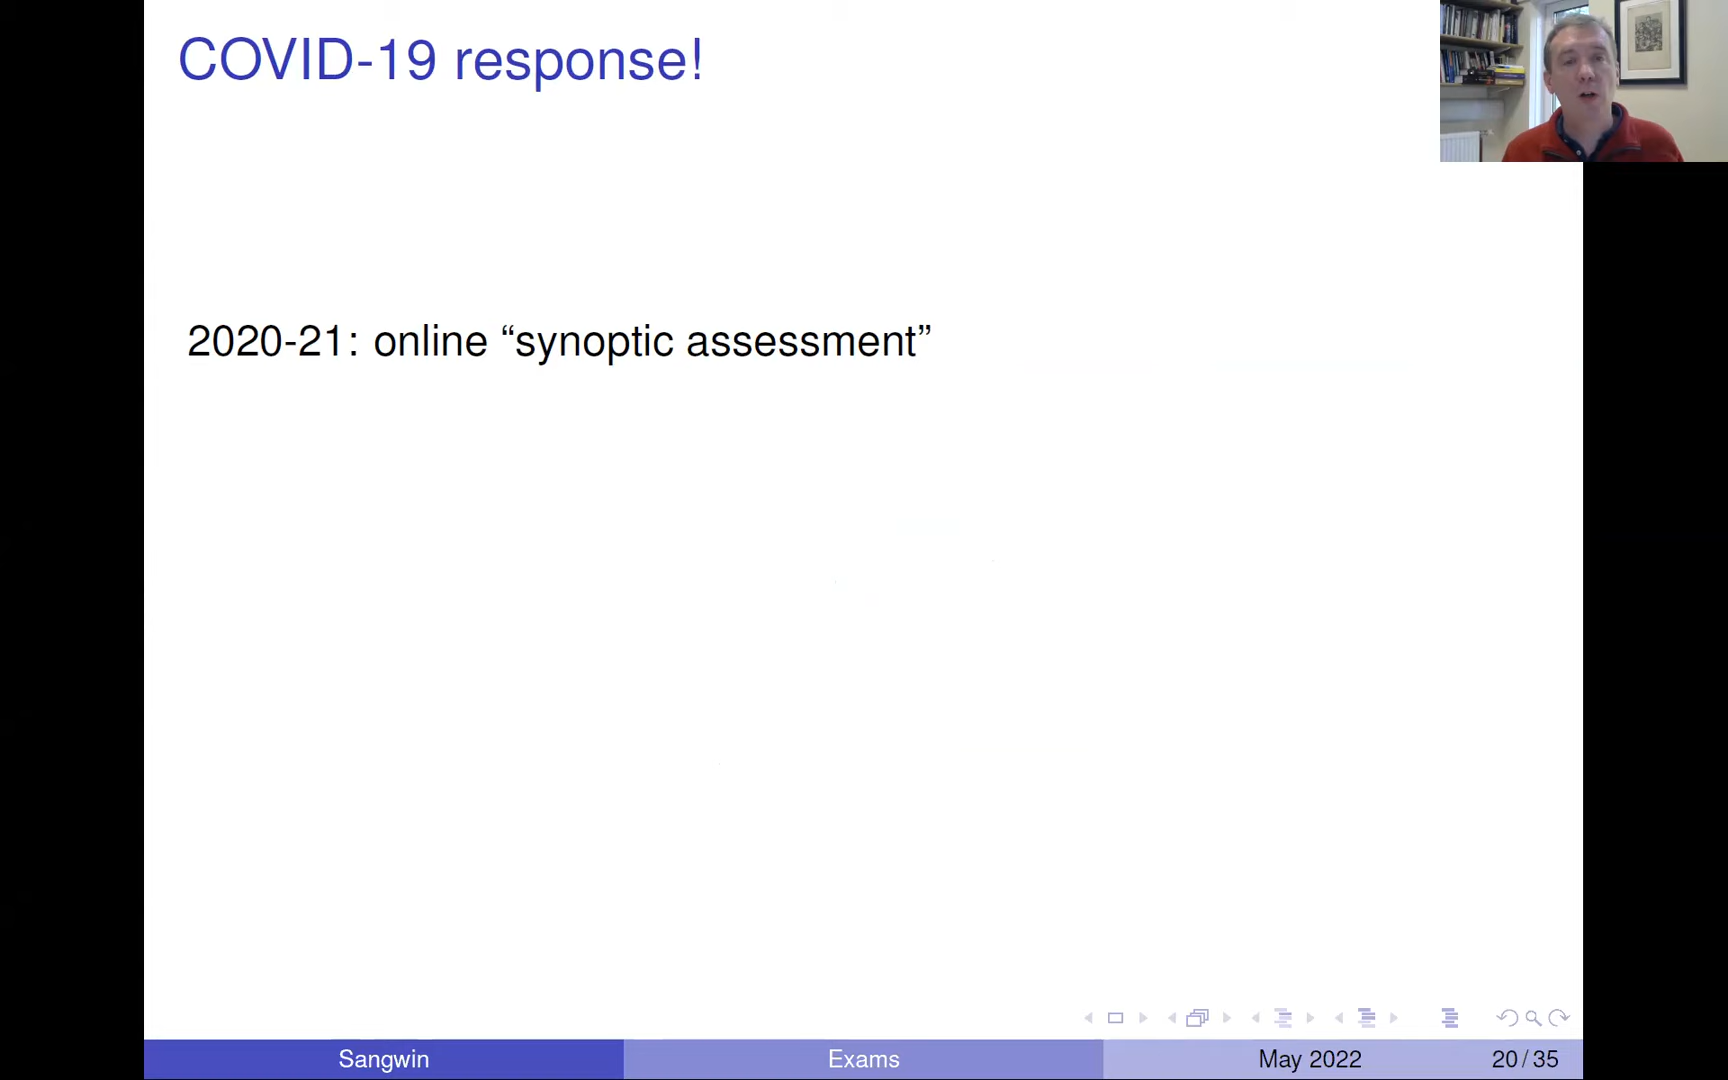 COVID-19 response!
2020-21: online “synoptic assessment”
Sangwin
Exams
May 2022
20/35